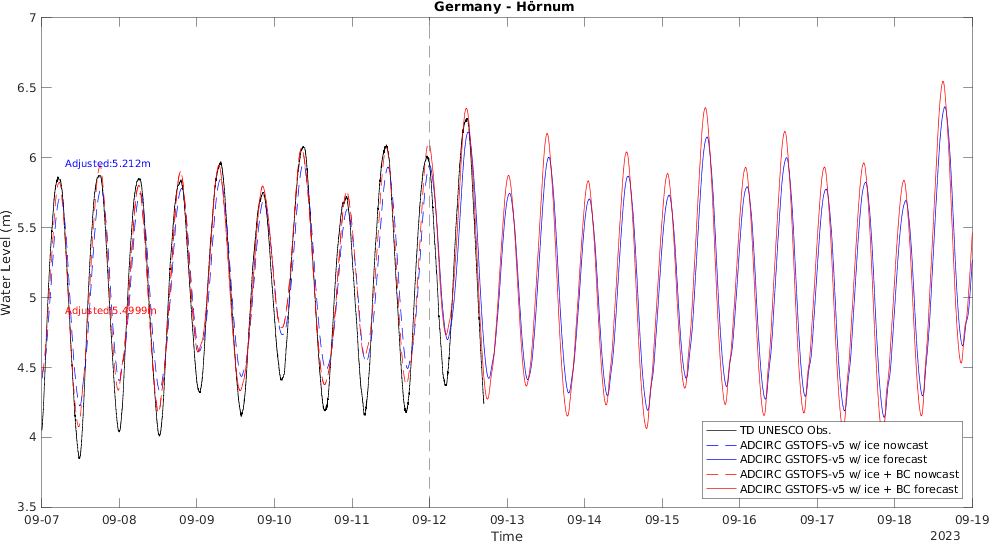 Germany - Hörnum
Water Level (m)
7
6.5
6
5.5
5
4.5
4
3.5
Adjusted:5.212m
Adjusted:5.4999m
TD UNESCO Obs.
ADCIRC GSTOFS-v5 w/ ice nowcast
ADCIRC GSTOFS-v5 w/ ice forecast
ADCIRC GSTOFS-v5 w/ ice + BC nowcast
ADCIRC GSTOFS-v5 w/ ice + BC forecast
09-07 09-08 09-09 09-10 09-11 09-12 09-13 09-14 09-15 09-16 09-17 09-18 09-19
Time
2023